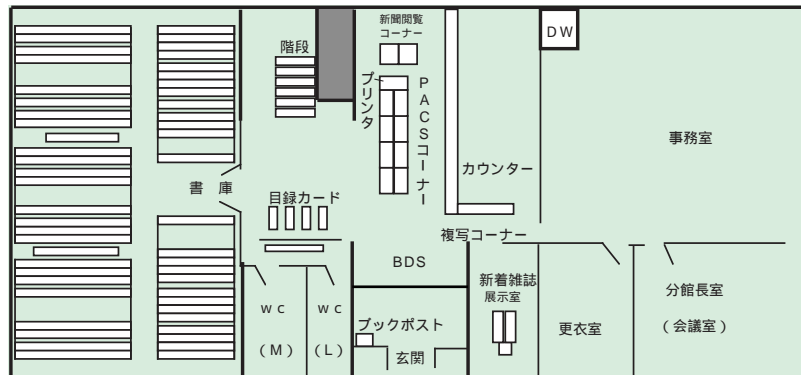 新聞閲覧
コーナー
DW
階段
プリンタ
PACSコーナー
事務室
カウンター
書 庫
目録カード
複写コーナー
BDS
新着雑誌
展示室
分館長室
(会議室)
wc
(M)
wc
(L)
ブックポスト
玄関
更衣室